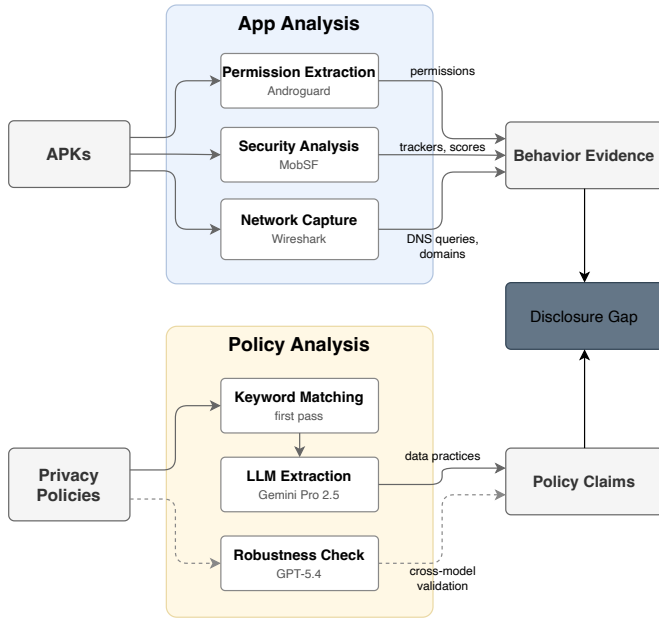 App Analysis
Permission Extraction
Androguard
permissions
APKs
Security Analysis
MobSF
trackers, scores
Behavior Evidence
Network Capture
Wireshark
DNS queries,
domains
Disclosure Gap
Policy Analysis
Keyword Matching
first pass
Privacy
Policies
LLM Extraction
Gemini Pro 2.5
data practices
Policy Claims
Robustness Check
GPT-5.4
cross-model
validation